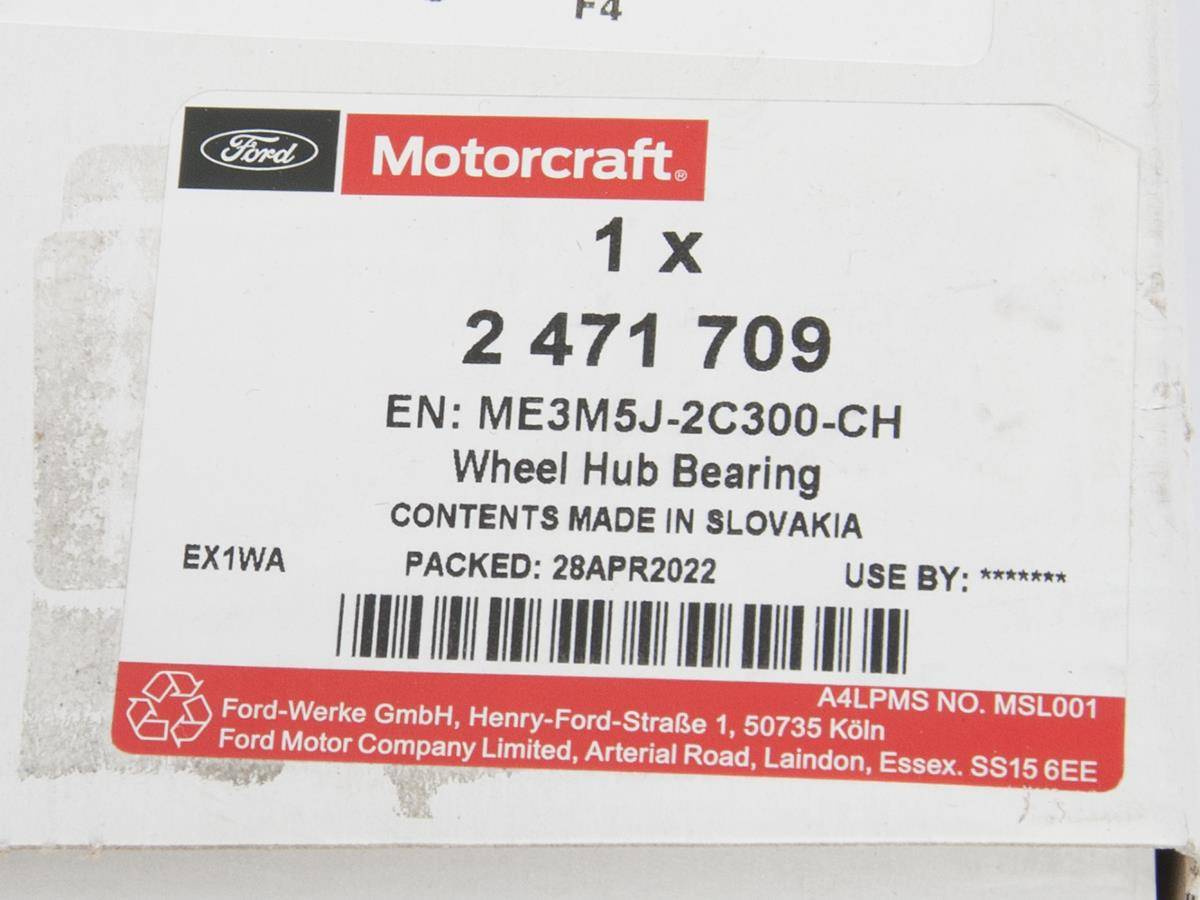 F4
Ford Motorcraft®
1 x
2 471 709
EN: ME3M5J-2C300-CH
Wheel Hub Bearing
CONTENTS MADE IN SLOVAKIA
EX1WA PACKED: 28APR2022 USE BY: *******
A4LPMS NO. MSL001
Ford-Werke GmbH, Henry-Ford-Straße 1, 50735 Köln
Ford Motor Company Limited, Arterial Road, Laindon, Essex. SS15 6EE